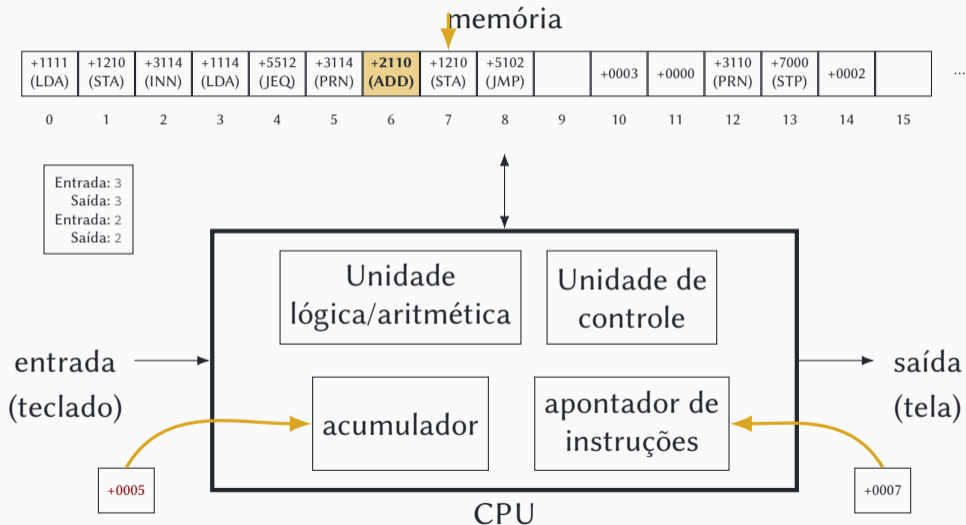 memória
+1111 +1210 +3114 +1114 +5512 +3114 +2110 +1210 +5102 +3110 +7000
(LDA) (STA) (INN) (LDA) (JEQ) (PRN) (ADD) (STA) (JMP) +0003 +0000 (PRN) (STP) +0002 ...
0 1 2 3 4 5 6 7 8 9 10 11 12 13 14 15
Entrada: 3
Saída: 3
Entrada: 2
Saída: 2
Unidade
lógica/aritmética
Unidade de
controle
entrada
(teclado)
saída
(tela)
acumulador
apontador de
instruções
+0005
+0007
CPU